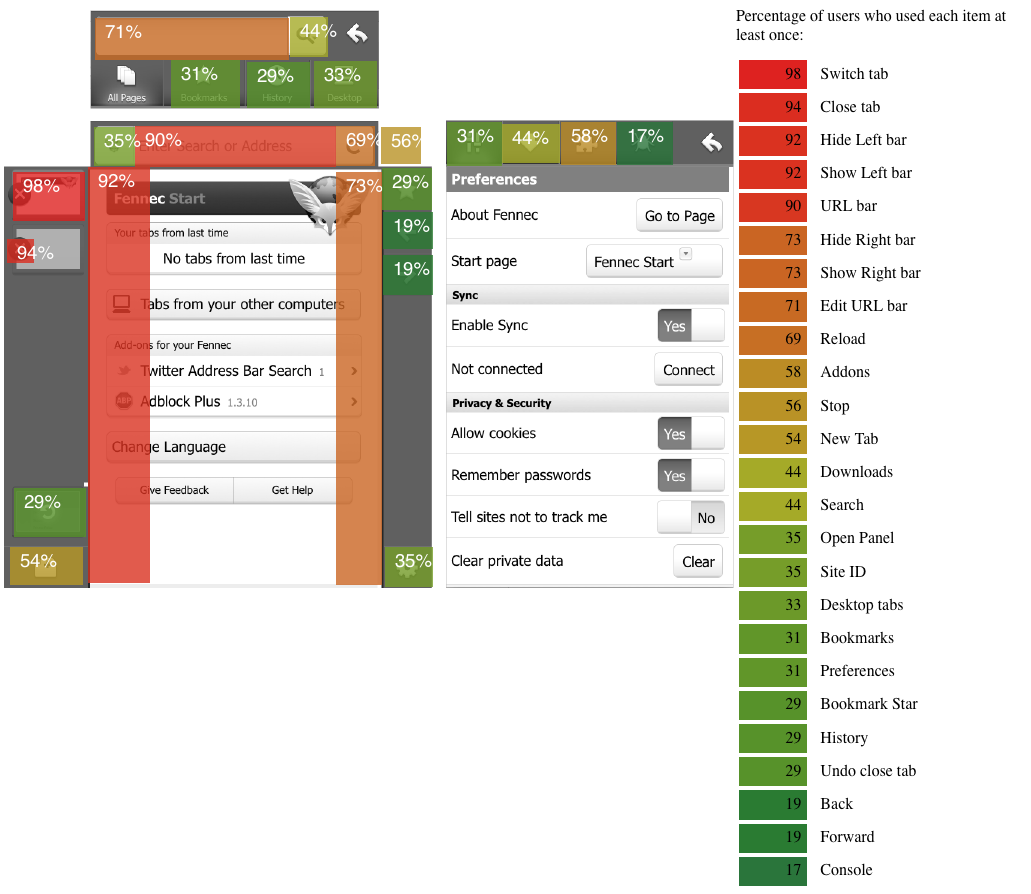 71%
44%
31%
29%
33%
All Pages
Bookmarks
History
Desktop
35%
90%
Enter Search or Address
69%
56%
98%
92%
73%
29%
Fennec Start
94%
Your tabs from last time
19%
No tabs from last time
19%
Tabs from your other computers
Add-ons for your Fennec
Twitter Address Bar Search 1
ABP
Adblock Plus 1.3.10
Change Language
29%
Give Feedback
Get Help
54%
35%
31%
44%
58%
17%
Preferences
About Fennec
Go to Page
Start page
Fennec Start
Sync
Enable Sync
Yes
Not connected
Connect
Privacy & Security
Allow cookies
Yes
Remember passwords
Yes
Tell sites not to track me
No
Clear private data
Clear
Percentage of users who used each item at
least once:
98 Switch tab
94 Close tab
92 Hide Left bar
92 Show Left bar
90 URL bar
73 Hide Right bar
73 Show Right bar
71 Edit URL bar
69 Reload
58 Addons
56 Stop
54 New Tab
44 Downloads
44 Search
35 Open Panel
35 Site ID
33 Desktop tabs
31 Bookmarks
31 Preferences
29 Bookmark Star
29 History
29 Undo close tab
19 Back
19 Forward
17 Console